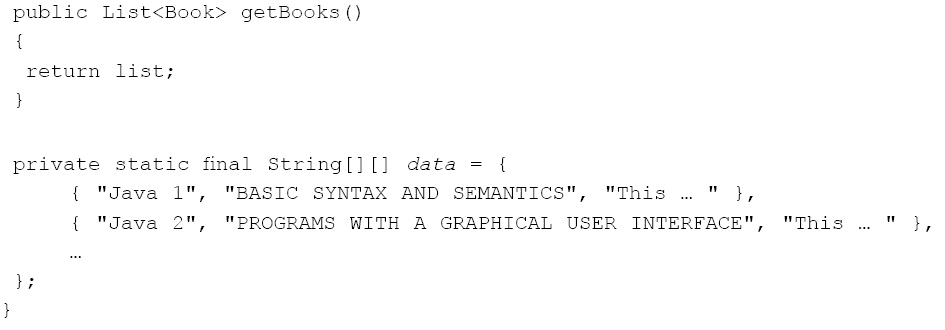 public List<Book> getBooks()
{
return list;
}
private static final String[][] data = {
{ "Java 1", "BASIC SYNTAX AND SEMANTICS", "This … " },
{ "Java 2", "PROGRAMS WITH A GRAPHICAL USER INTERFACE", "This … " },
…
};
}